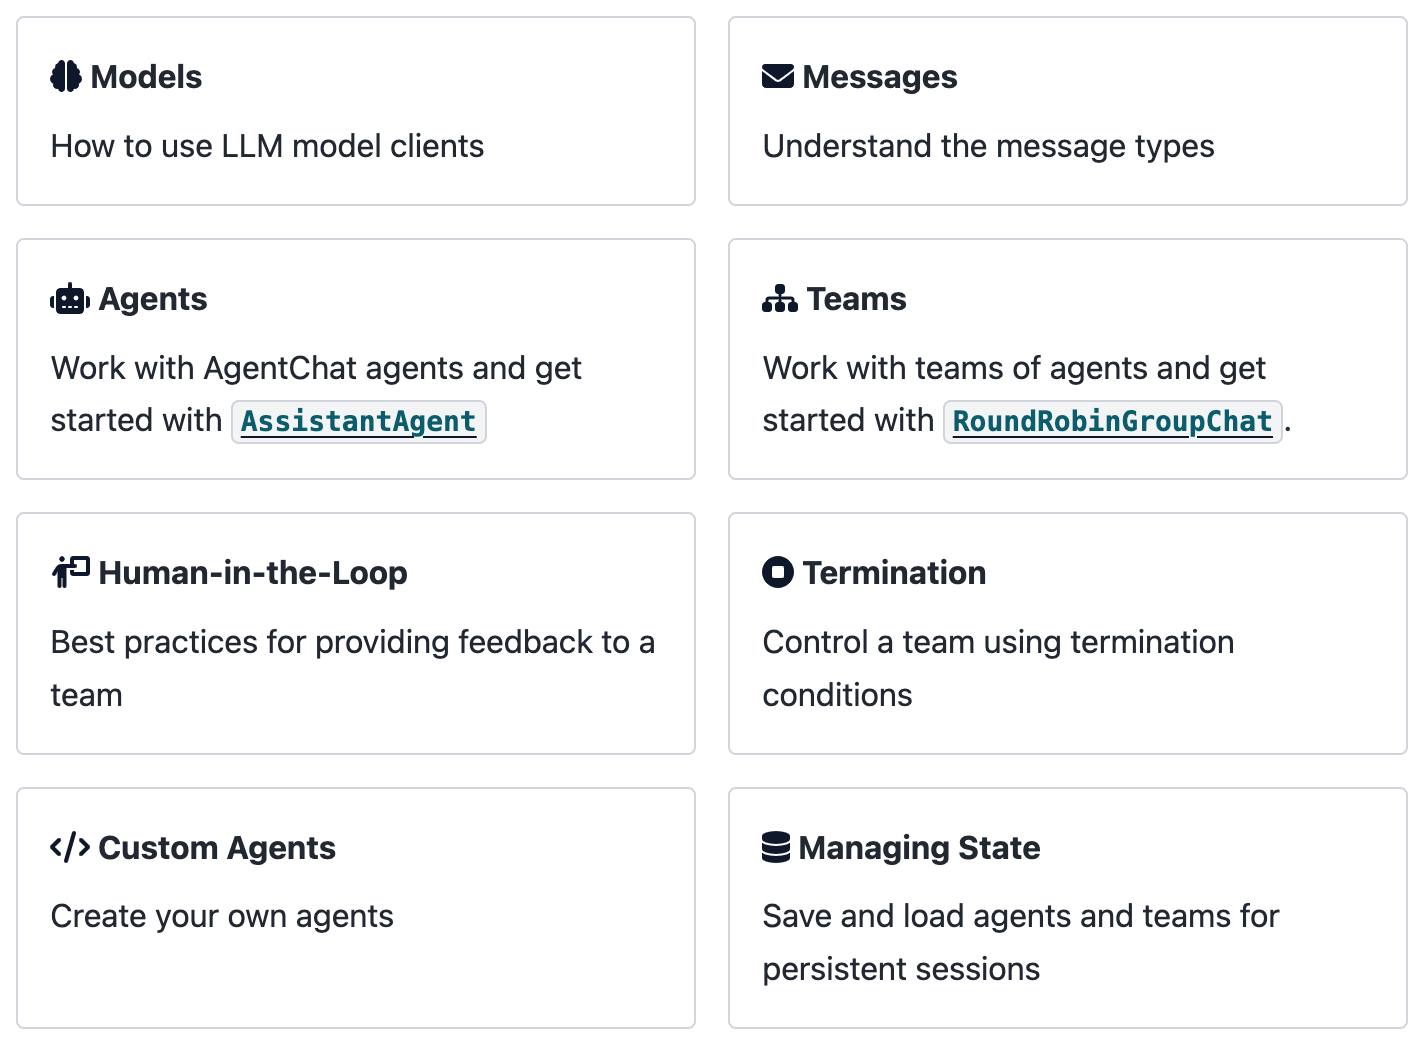 Models
How to use LLM model clients
Messages
Understand the message types
Agents
Work with AgentChat agents and get
started with AssistantAgent
Teams
Work with teams of agents and get
started with RoundRobinGroupChat.
Human-in-the-Loop
Best practices for providing feedback to a
team
Termination
Control a team using termination
conditions
Custom Agents
Create your own agents
Managing State
Save and load agents and teams for
persistent sessions